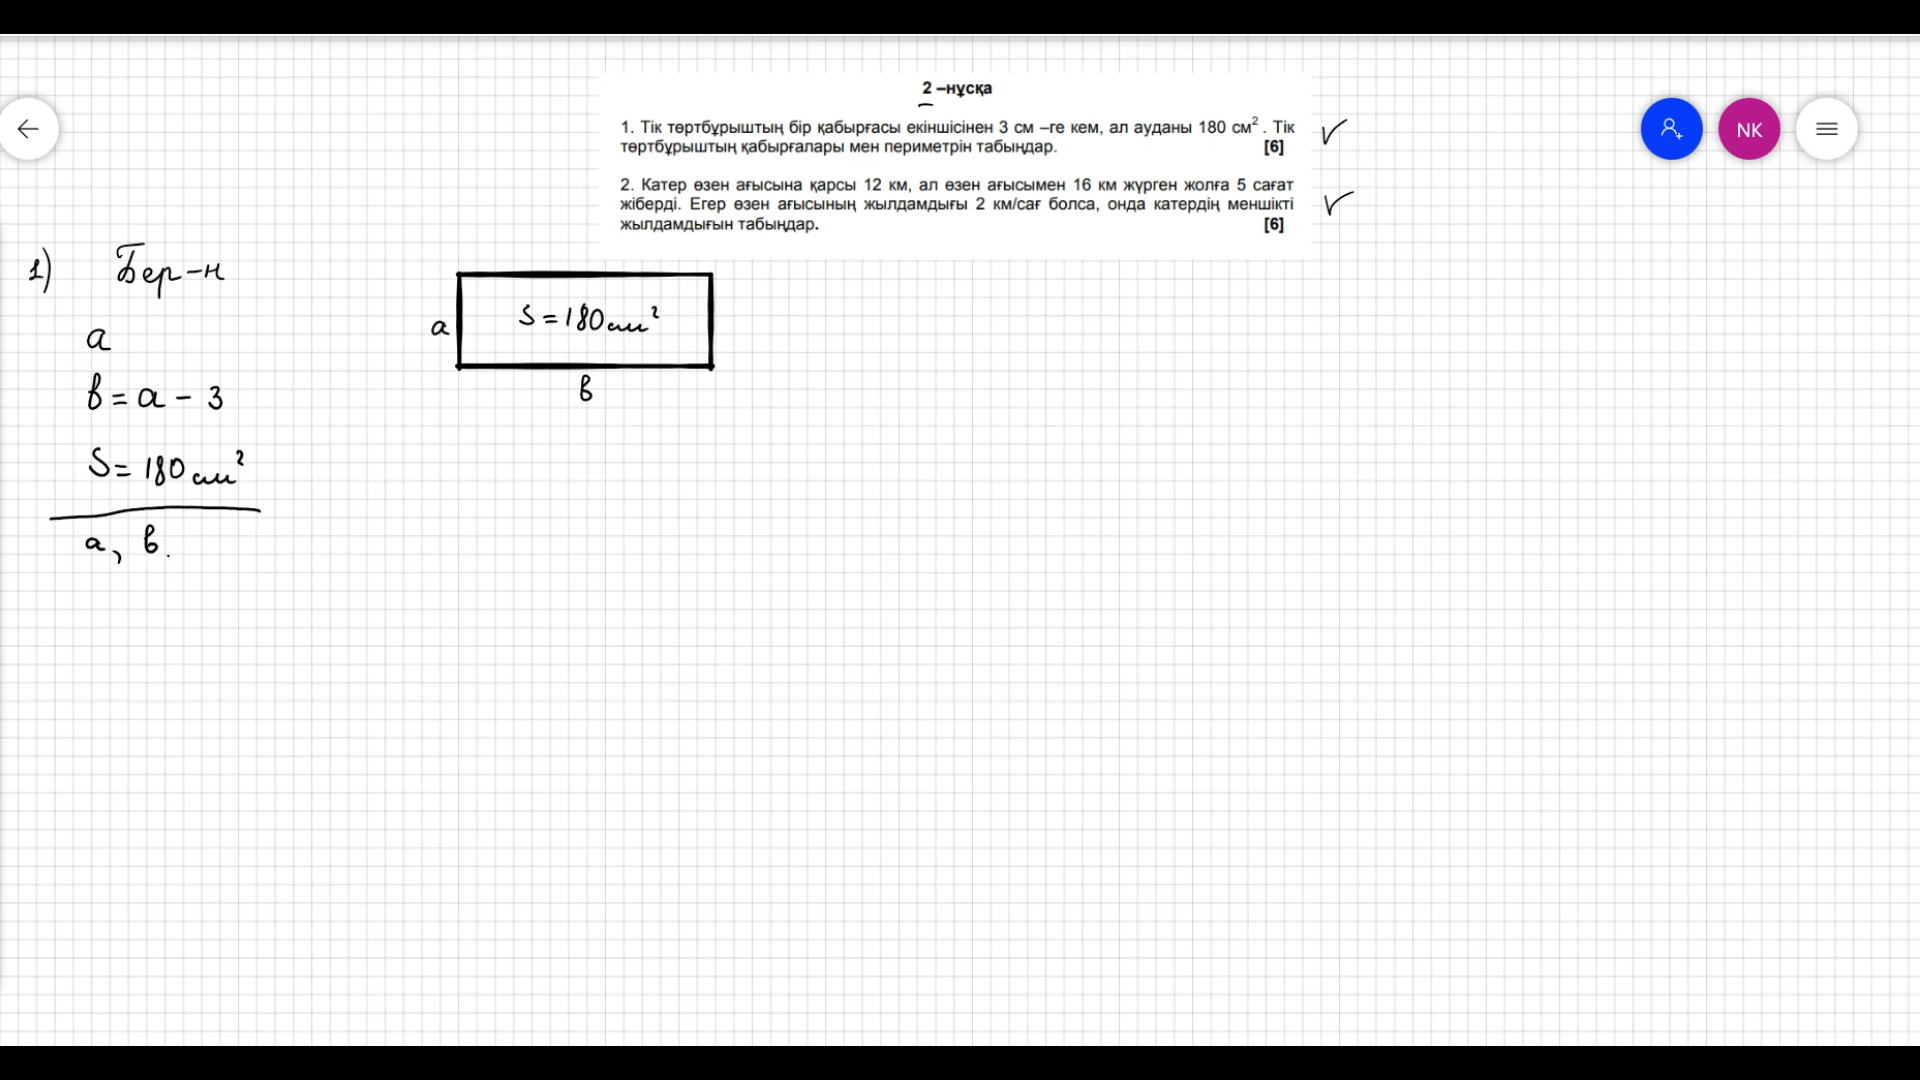 2 –нұсқа
1. Тік төртбұрыштың бір қабырғасы екіншісінен 3 см –ге кем, ал ауданы 180 см² . Тік
төртбұрыштың қабырғалары мен периметрін табыңдар. [6]
2. Катер өзен ағысына қарсы 12 км, ал өзен ағысымен 16 км жүрген жолға 5 сағат
жіберді. Егер өзен ағысының жылдамдығы 2 км/сағ болса, онда катердің меншікті
жылдамдығын табыңдар. [6]
NK
1) Бер-н
a
в = a - 3
S = 180 см²
a, в.
S = 180 см²
a
в